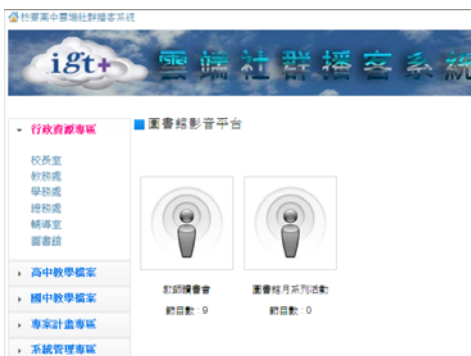 枋寮高中雲端社群播客系統
igt+
雲端社群播客系統
行政資源專區
圖書館影音平台
校長室
教務處
學務處
總務處
輔導室
圖書館
教師讀書會
圖書館月系列活動
節目數:9
節目數:0
高中教學檔案
國中教學檔案
專案計畫專區
系統管理專區